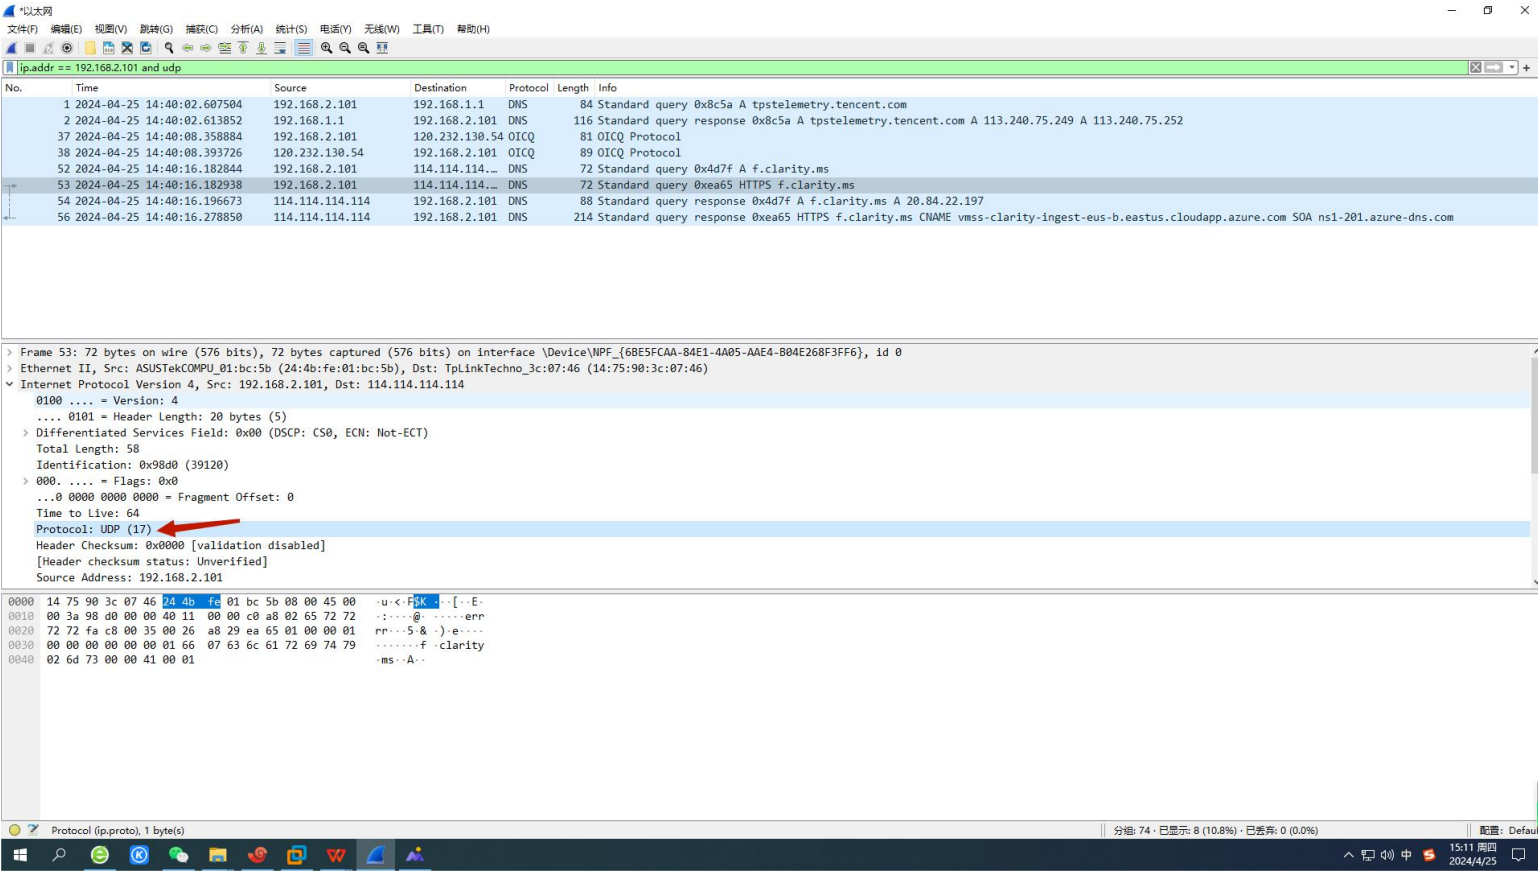 *以太网
文件(F) 编辑(E) 视图(V) 跳转(G) 捕获(C) 分析(A) 统计(S) 电话(Y) 无线(W) 工具(T) 帮助(H)
ip.addr == 192.168.2.101 and udp
No. Time Source Destination Protocol Length Info
1 2024-04-25 14:40:02.607504 192.168.2.101 192.168.1.1 DNS 84 Standard query 0x8c5a A tpstelemetry.tencent.com
2 2024-04-25 14:40:02.613852 192.168.1.1 192.168.2.101 DNS 116 Standard query response 0x8c5a A tpstelemetry.tencent.com A 113.240.75.249 A 113.240.75.252
37 2024-04-25 14:40:08.358884 192.168.2.101 120.232.130.54 OICQ 81 OICQ Protocol
38 2024-04-25 14:40:08.393726 120.232.130.54 192.168.2.101 OICQ 89 OICQ Protocol
52 2024-04-25 14:40:16.182844 192.168.2.101 114.114.114.… DNS 72 Standard query 0x4d7f A f.clarity.ms
53 2024-04-25 14:40:16.182938 192.168.2.101 114.114.114.… DNS 72 Standard query 0xea65 HTTPS f.clarity.ms
54 2024-04-25 14:40:16.196673 114.114.114.114 192.168.2.101 DNS 88 Standard query response 0x4d7f A f.clarity.ms A 20.84.22.197
56 2024-04-25 14:40:16.278850 114.114.114.114 192.168.2.101 DNS 214 Standard query response 0xea65 HTTPS f.clarity.ms CNAME vmss-clarity-ingest-eus-b.eastus.cloudapp.azure.com SOA ns1-201.azure-dns.com
Frame 53: 72 bytes on wire (576 bits), 72 bytes captured (576 bits) on interface \Device\NPF_{6BE5FCAA-84E1-4A05-AAE4-B04E268F3FF6}, id 0
Ethernet II, Src: ASUSTekCOMPU_01:bc:5b (24:4b:fe:01:bc:5b), Dst: TpLinkTechno_3c:07:46 (14:75:90:3c:07:46)
Internet Protocol Version 4, Src: 192.168.2.101, Dst: 114.114.114.114
0100 .... = Version: 4
.... 0101 = Header Length: 20 bytes (5)
Differentiated Services Field: 0x00 (DSCP: CS0, ECN: Not-ECT)
Total Length: 58
Identification: 0x98d0 (39120)
000. .... = Flags: 0x0
...0 0000 0000 0000 = Fragment Offset: 0
Time to Live: 64
Protocol: UDP (17)
Header Checksum: 0x0000 [validation disabled]
[Header checksum status: Unverified]
Source Address: 192.168.2.101
0000 14 75 90 3c 07 46 24 4b fe 01 bc 5b 08 00 45 00 ·u·<·F$K ···[··E·
0010 00 3a 98 d0 00 00 40 11 00 00 c0 a8 02 65 72 72 ·:····@· ·····err
0020 72 72 fa c8 00 35 00 26 a8 29 ea 65 01 00 00 01 rr···5·& ·)·e····
0030 00 00 00 00 00 00 01 66 07 63 6c 61 72 69 74 79 ·······f ·clarity
0040 02 6d 73 00 00 41 00 01 ·ms··A··
Protocol (ip.proto), 1 byte(s) 分组: 74 · 已显示: 8 (10.8%) · 已丢弃: 0 (0.0%) 配置: Defau
中 15:11 周四
2024/4/25